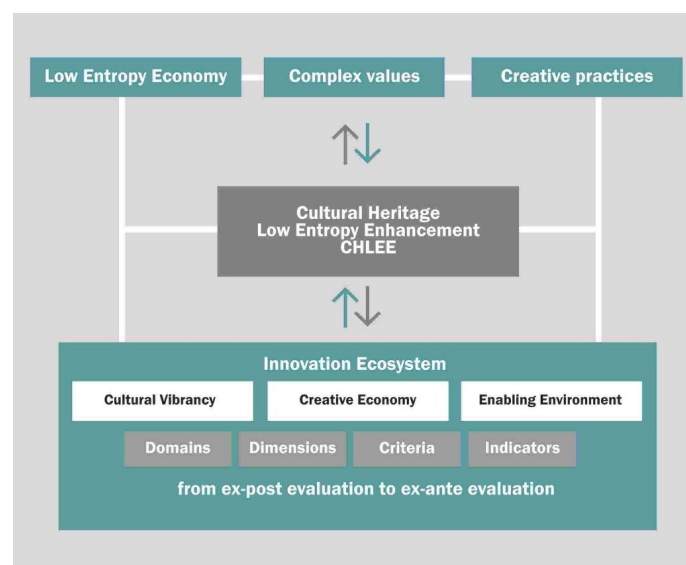 Low Entropy Economy
Complex values
Creative practices
Cultural Heritage
Low Entropy Enhancement
CHLEE
Innovation Ecosystem
Cultural Vibrancy
Creative Economy
Enabling Environment
Domains
Dimensions
Criteria
Indicators
from ex-post evaluation to ex-ante evaluation